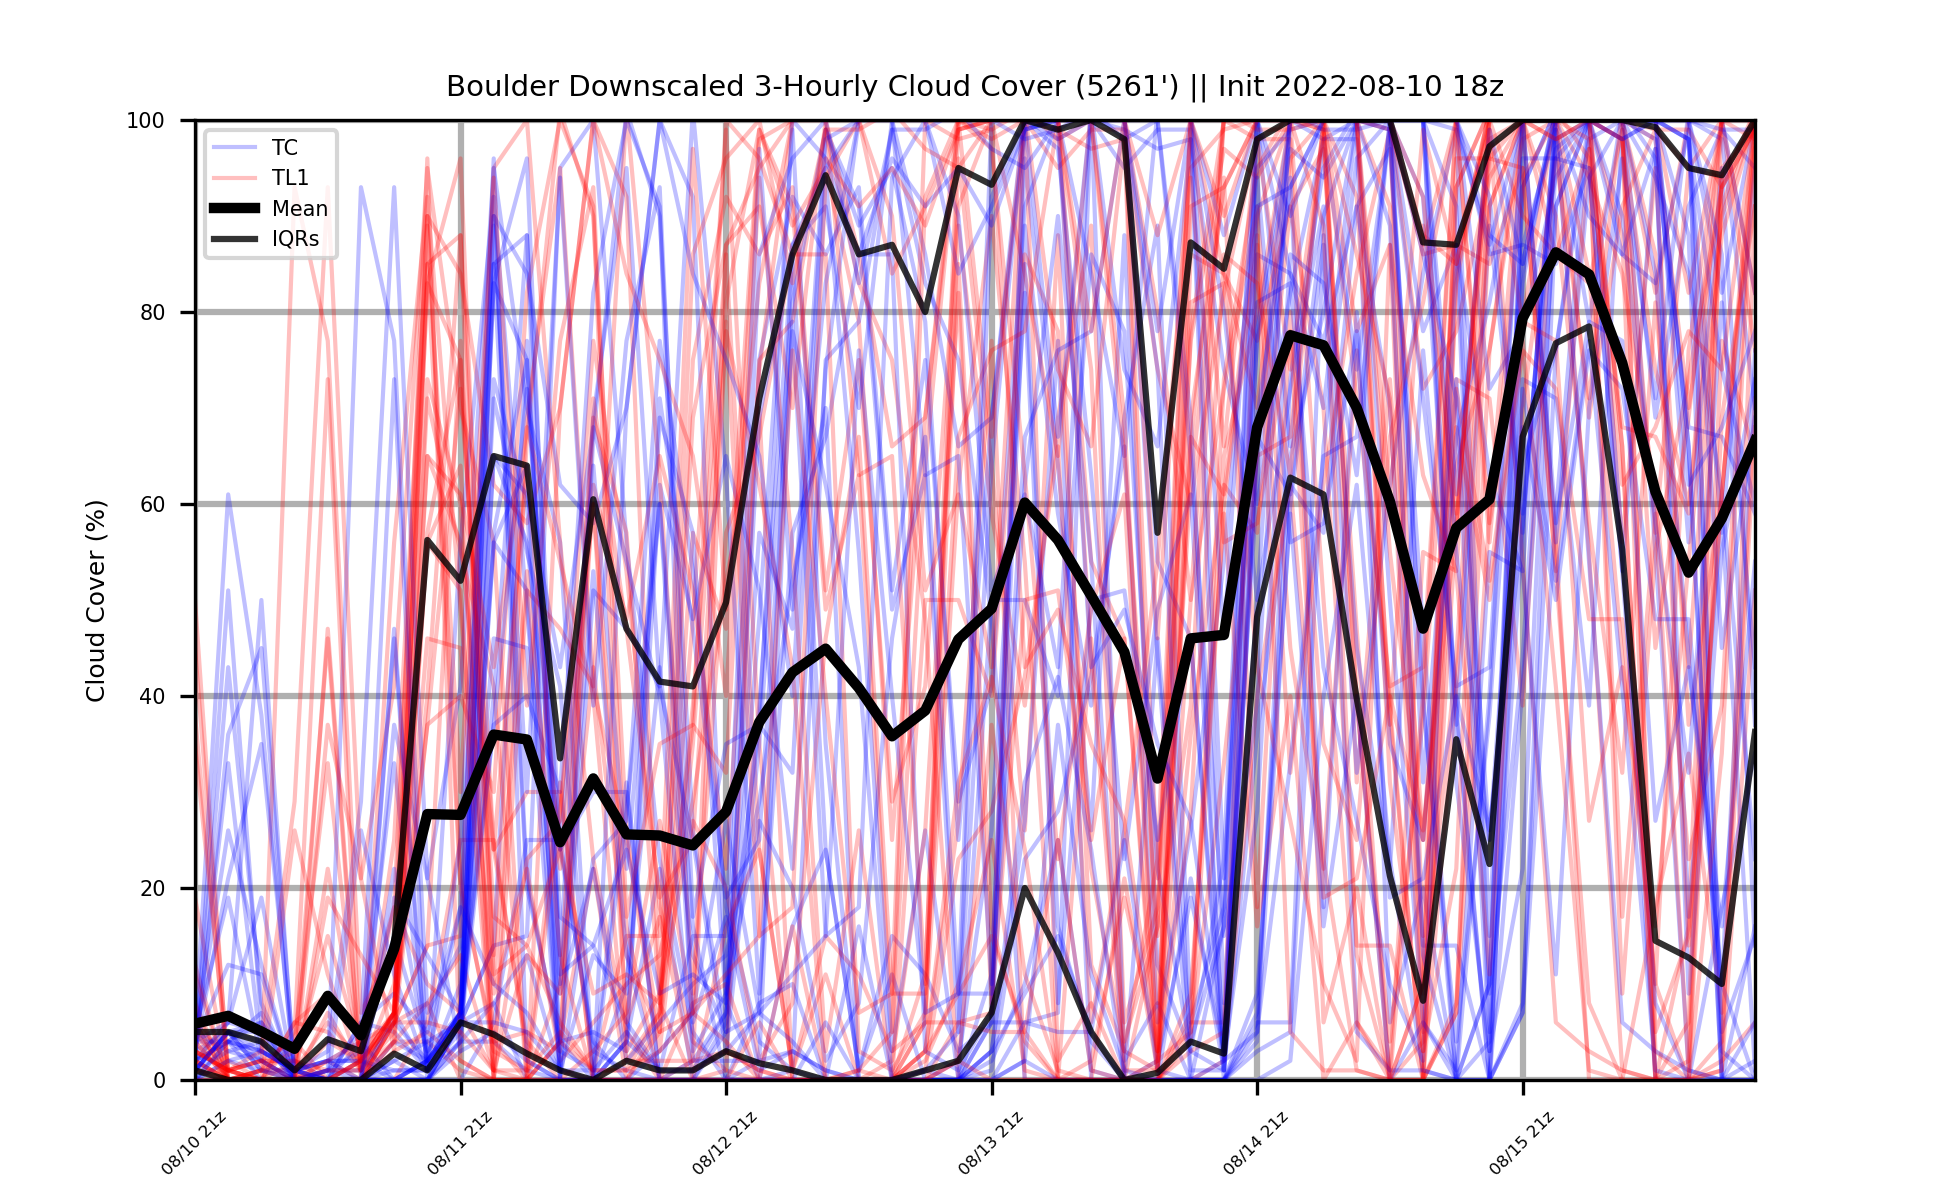 Boulder Downscaled 3-Hourly Cloud Cover (5261') || Init 2022-08-10 18z
100
80
60
40
20
0
Cloud Cover (%)
TC
TL1
Mean
IQRs
08/10 21z
08/11 21z
08/12 21z
08/13 21z
08/14 21z
08/15 21z